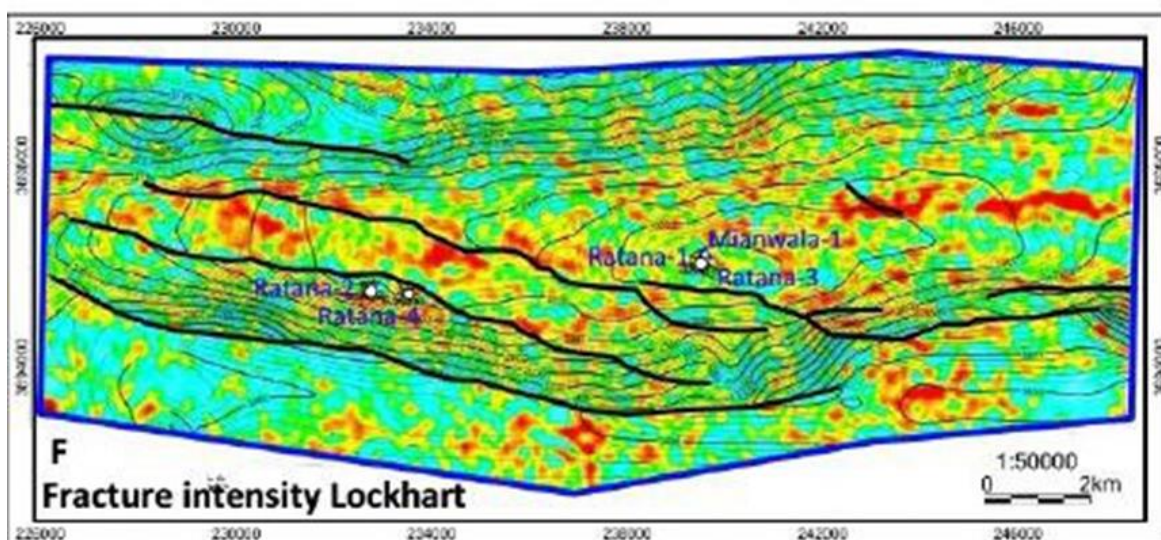 226000 230000 234000 238000 242000 246000
Mianwala-1
Ratana-1
Ratana-3
Ratana-2
Ratana-4
F
Fracture intensity Lockhart
1:50000
0 2km
226000 230000 234000 238000 242000 246000